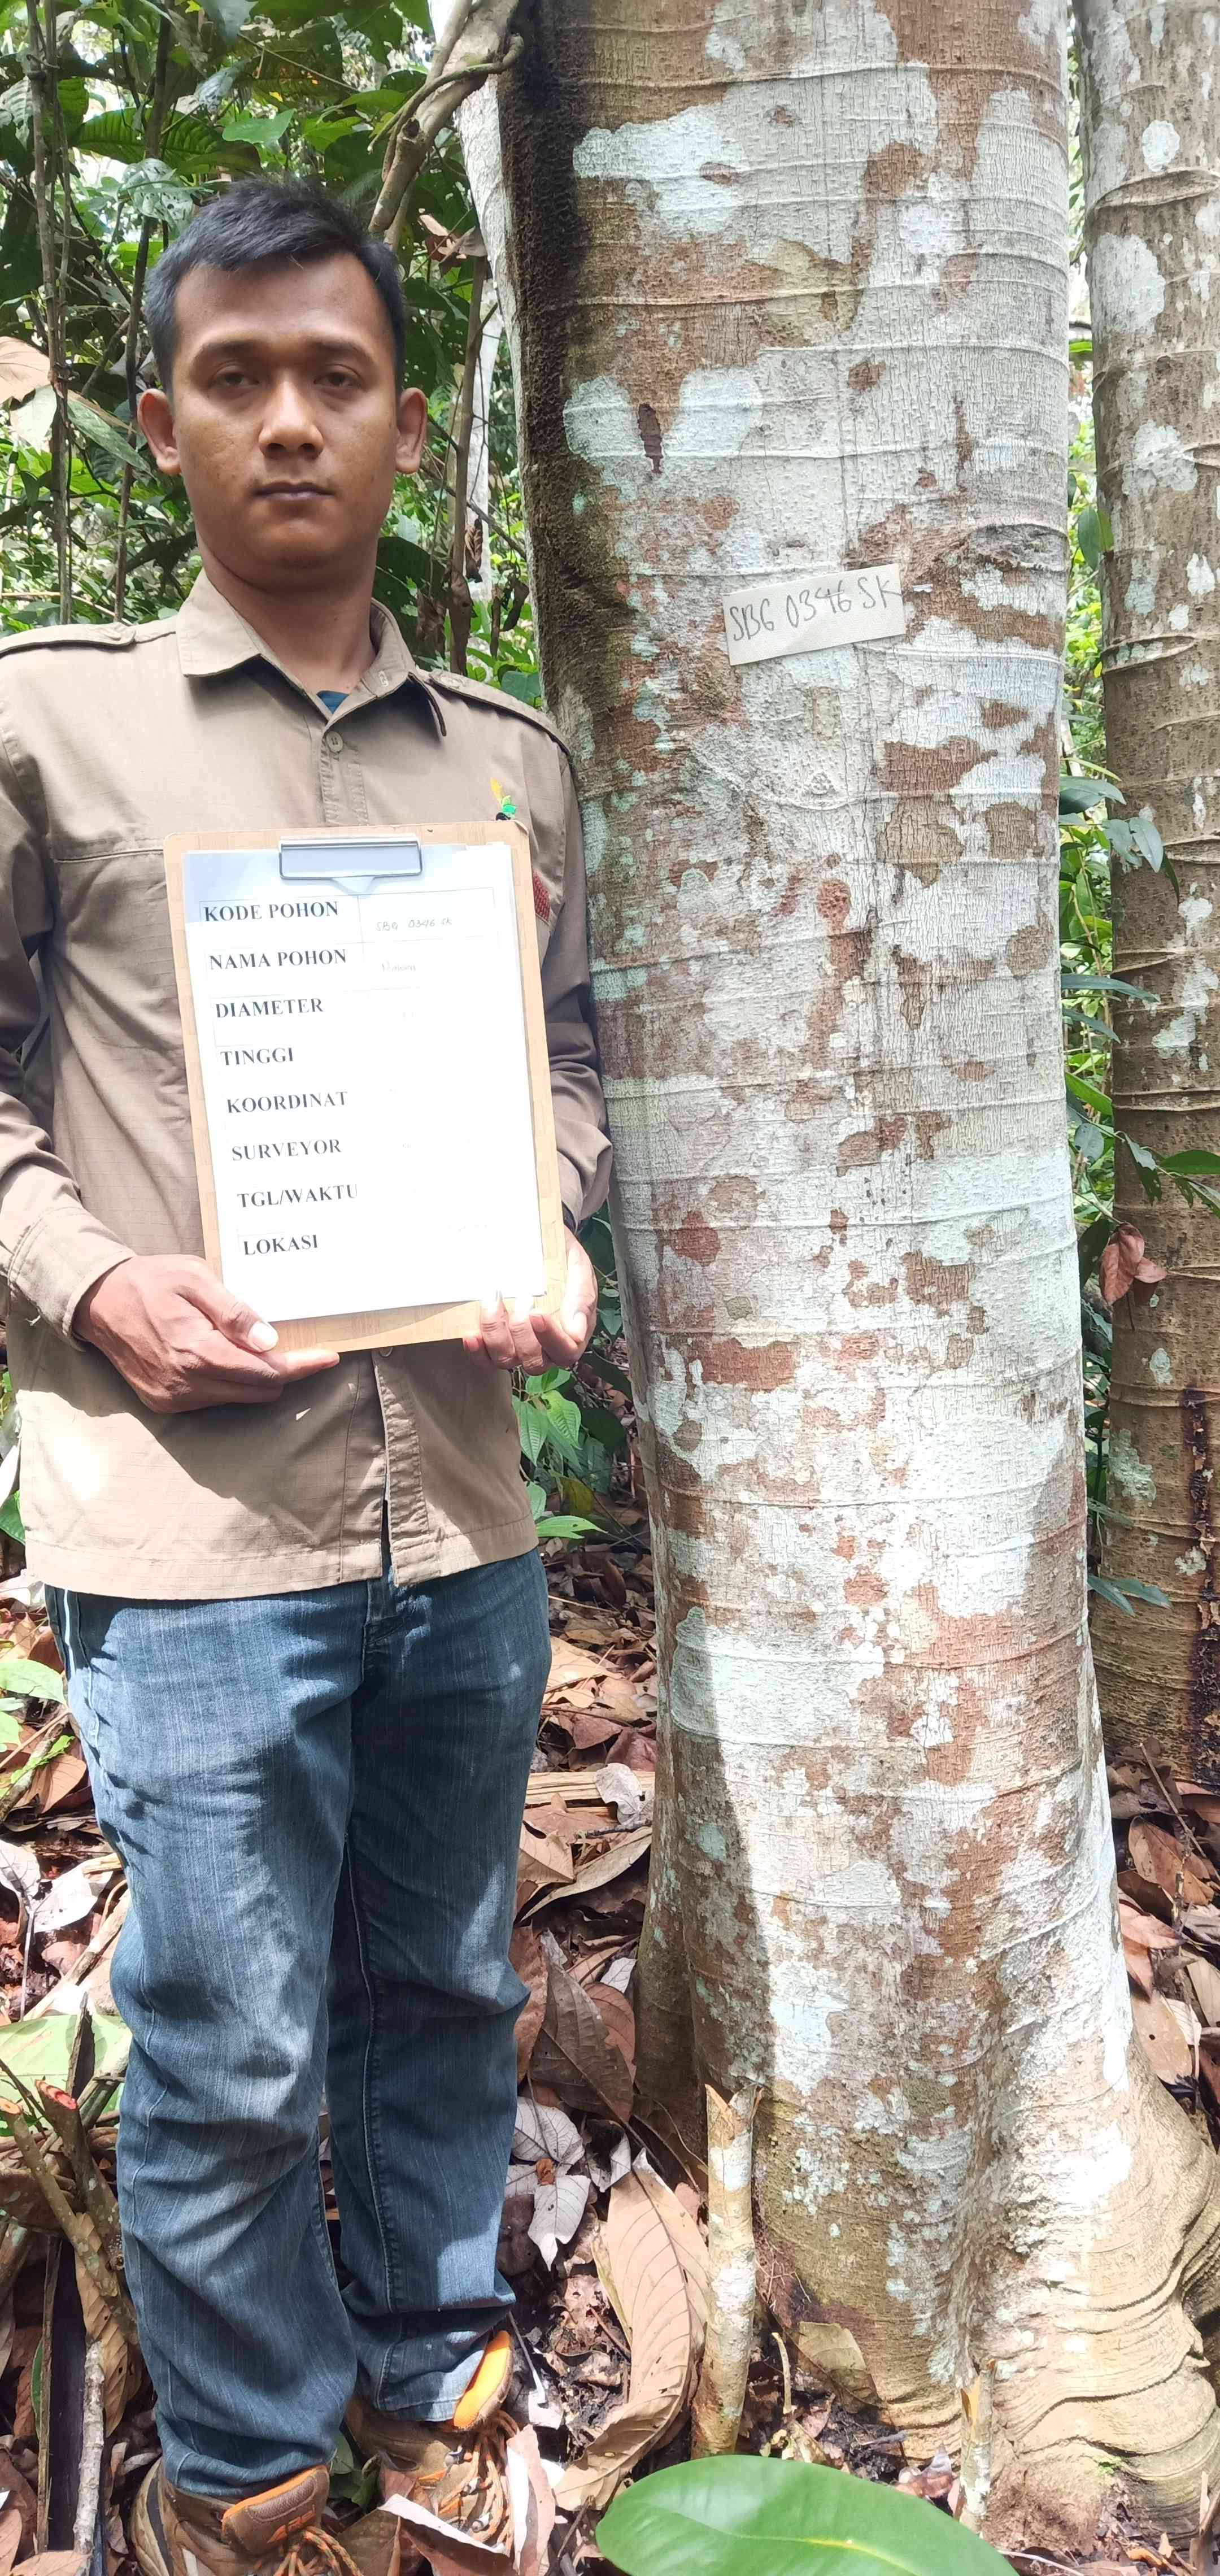 SBG 0346 SK
KODE POHON SBG 0346 SK
NAMA POHON
DIAMETER
TINGGI
KOORDINAT
SURVEYOR
TGL/WAKTU
LOKASI